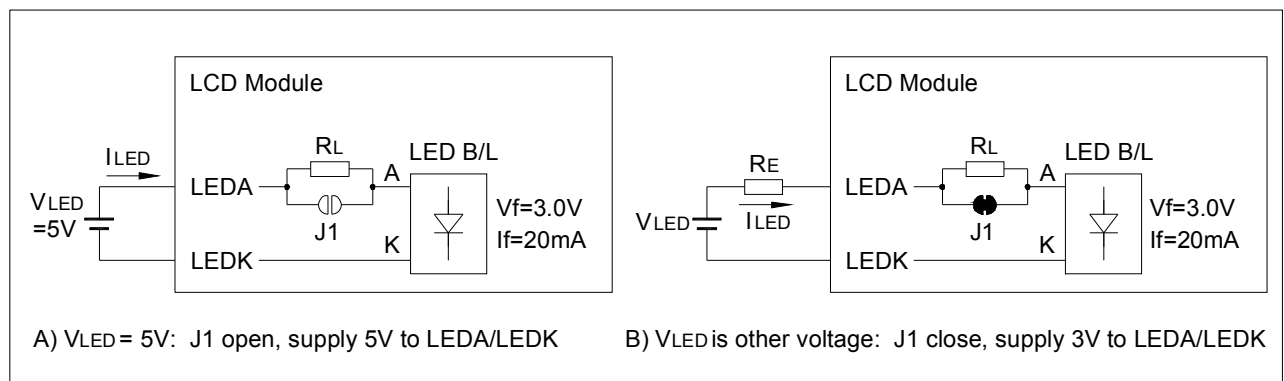 LCD Module
ILED
RL
LED B/L
A
LEDA
VLED
=5V
J1
Vf=3.0V
If=20mA
K
LEDK
A) VLED = 5V: J1 open, supply 5V to LEDA/LEDK
LCD Module
RL
LED B/L
RE
A
LEDA
VLED
ILED
J1
Vf=3.0V
If=20mA
K
LEDK
B) VLED is other voltage: J1 close, supply 3V to LEDA/LEDK